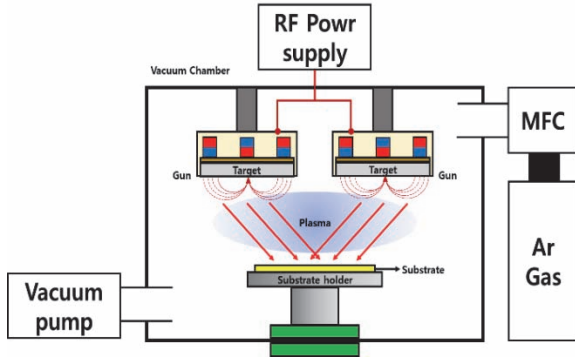 RF Powr
supply
Vacuum Chamber
MFC
Gun
Target
Target
Gun
Plasma
Ar
Gas
Substrate
Substrate holder
Vacuum
pump